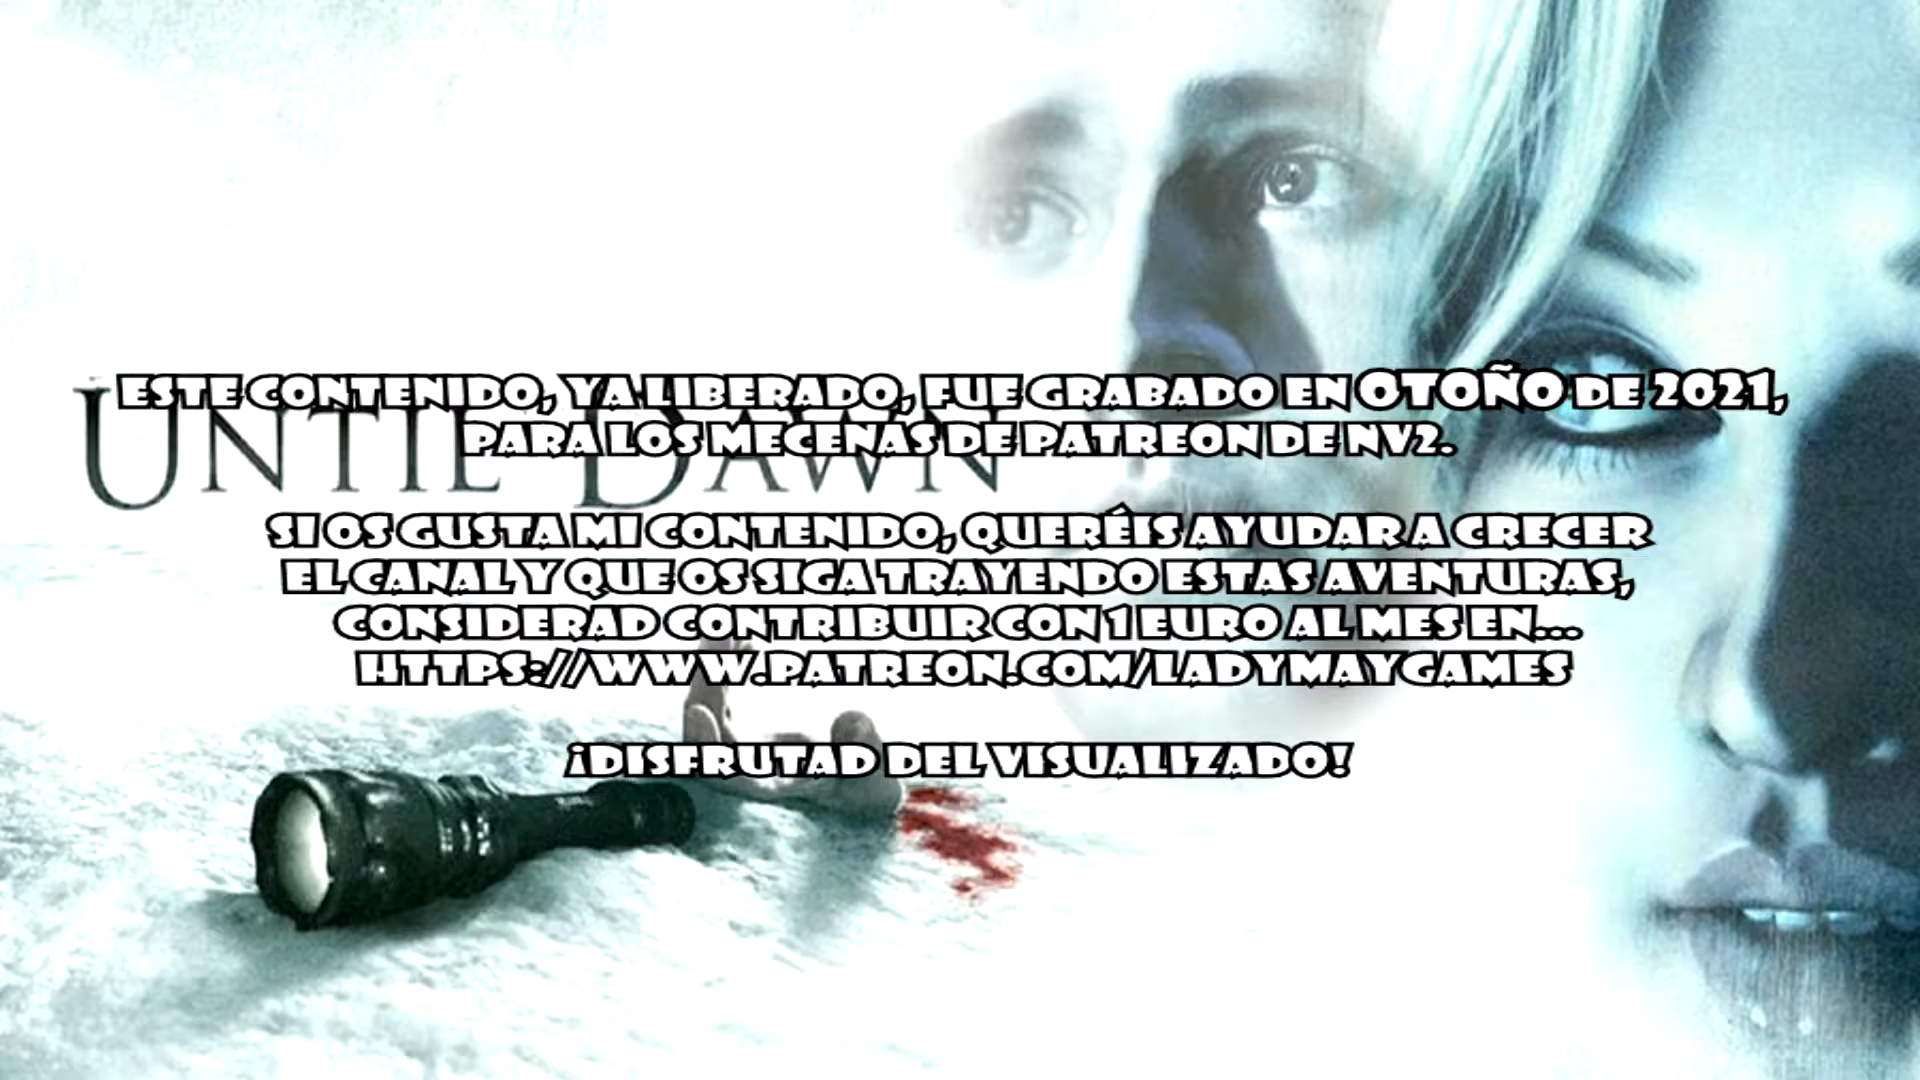 ESTE CONTENIDO, YA LIBERADO, FUE GRABADO EN OTOÑO DE 2021,
UNTIL DAWN
PARA LOS MECENAS DE PATREON DE NV2.
SI OS GUSTA MI CONTENIDO, QUERÉIS AYUDAR A CRECER
EL CANAL Y QUE OS SIGA TRAYENDO ESTAS AVENTURAS,
CONSIDERAD CONTRIBUIR CON 1 EURO AL MES EN...
HTTPS://WWW.PATREON.COM/LADYMAYGAMES
¡DISFRUTAD DEL VISUALIZADO!